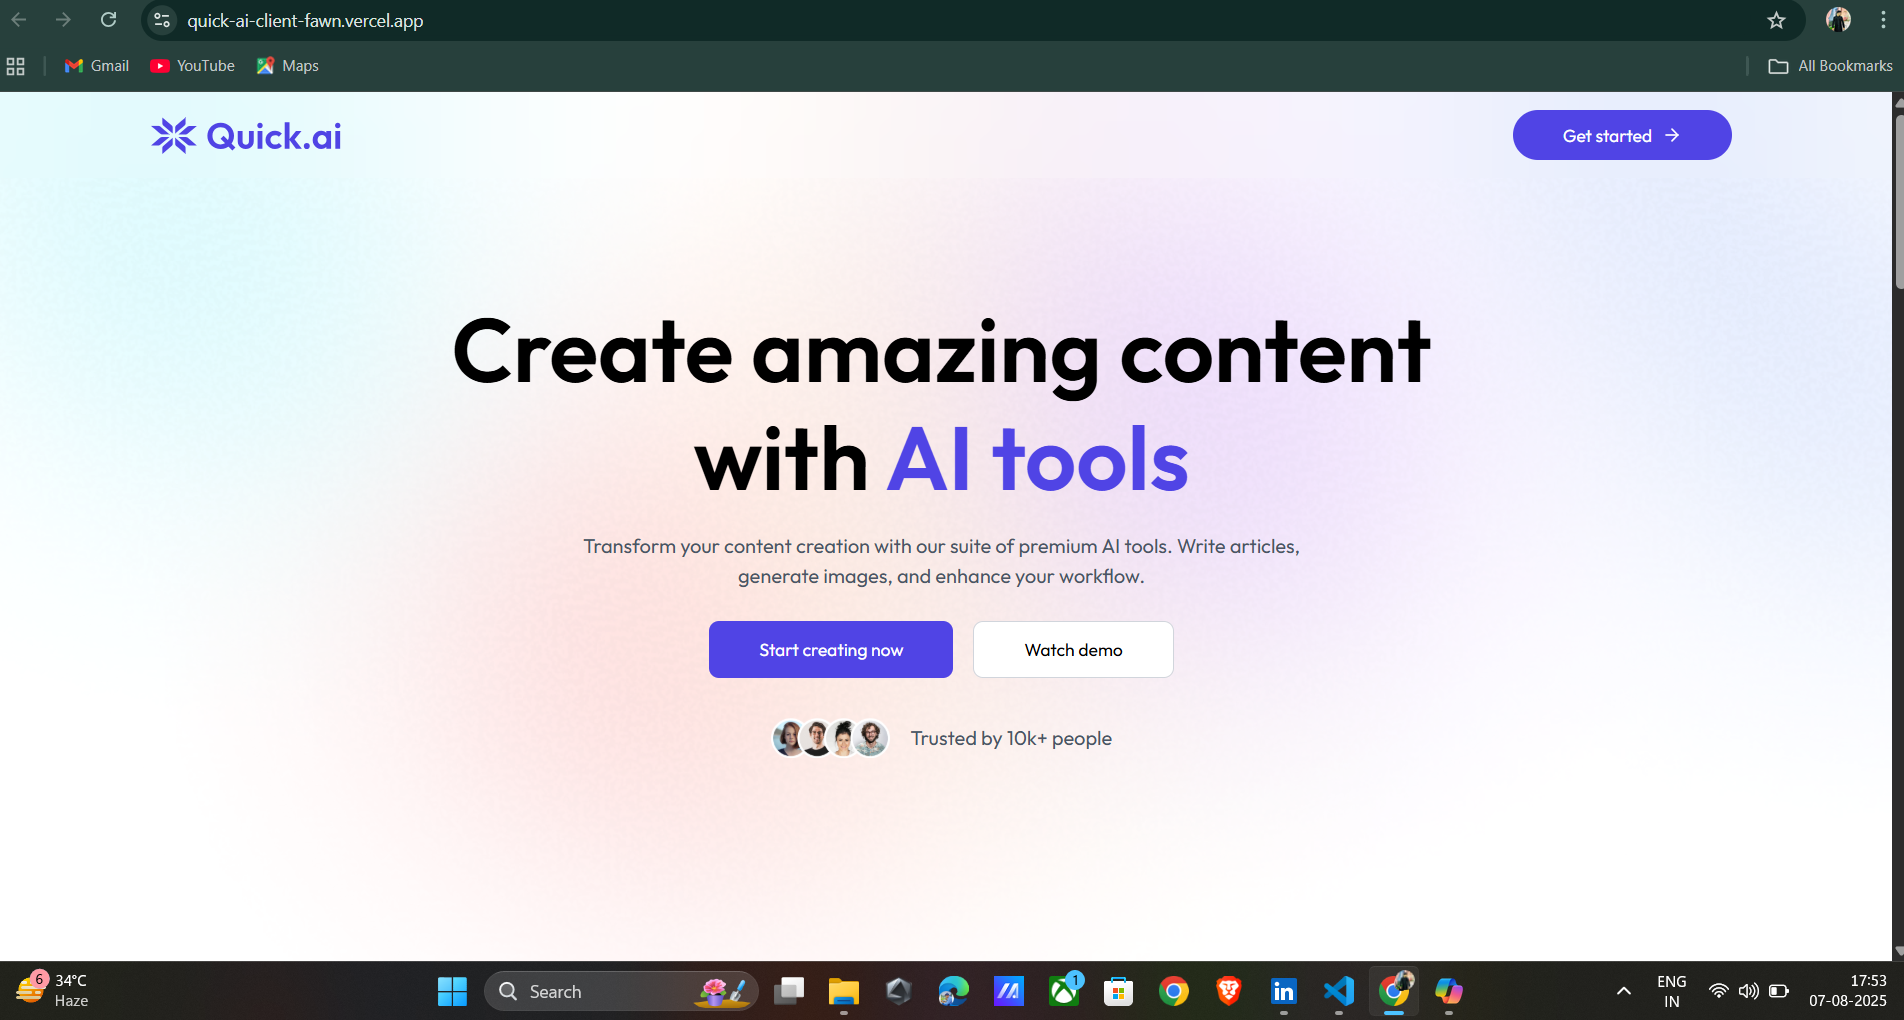 quick-ai-client-fawn.vercel.app
Gmail
YouTube
Maps
All Bookmarks
Quick.ai
Get started
Create amazing content
with AI tools
Transform your content creation with our suite of premium AI tools. Write articles,
generate images, and enhance your workflow.
Start creating now
Watch demo
Trusted by 10k+ people
6
34°C
Haze
Search
1
in
ENG
IN
17:53
07-08-2025